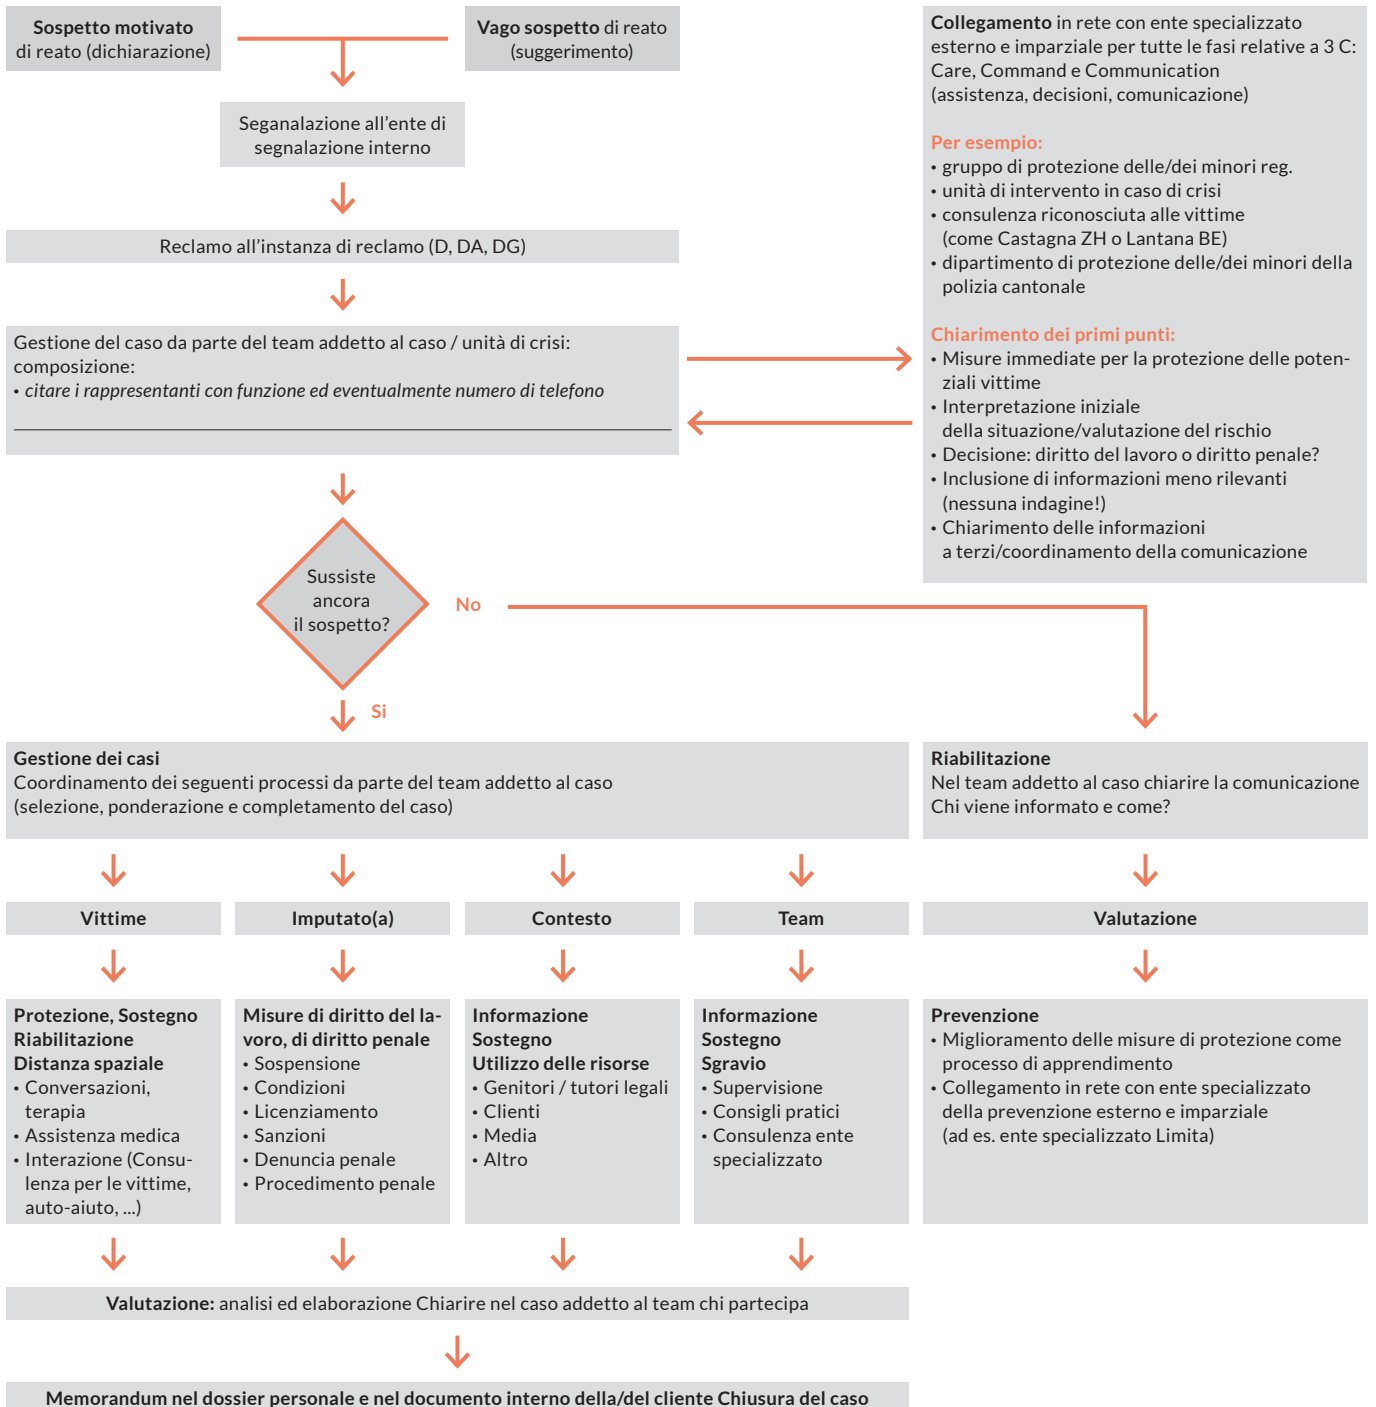 Sospetto motivato
di reato (dichiarazione)
Vago sospetto di reato
(suggerimento)
Seganalazione all'ente di
segnalazione interno
Reclamo all'instanza di reclamo (D, DA, DG)
Gestione del caso da parte del team addetto al caso / unità di crisi:
composizione:
• citare i rappresentanti con funzione ed eventualmente numero di telefono
Collegamento in rete con ente specializzato
esterno e imparziale per tutte le fasi relative a 3 C:
Care, Command e Communication
(assistenza, decisioni, comunicazione)
Per esempio:
• gruppo di protezione delle/dei minori reg.
• unità di intervento in caso di crisi
• consulenza riconosciuta alle vittime
(come Castagna ZH o Lantana BE)
• dipartimento di protezione delle/dei minori della
polizia cantonale
Chiarimento dei primi punti:
• Misure immediate per la protezione delle poten-
ziali vittime
• Interpretazione iniziale
della situazione/valutazione del rischio
• Decisione: diritto del lavoro o diritto penale?
• Inclusione di informazioni meno rilevanti
(nessuna indagine!)
• Chiarimento delle informazioni
a terzi/coordinamento della comunicazione
Sussiste
ancora
il sospetto?
No
Si
Gestione dei casi
Coordinamento dei seguenti processi da parte del team addetto al caso
(selezione, ponderazione e completamento del caso)
Riabilitazione
Nel team addetto al caso chiarire la comunicazione
Chi viene informato e come?
Vittime
Imputato(a)
Contesto
Team
Valutazione
Protezione, Sostegno
Riabilitazione
Distanza spaziale
• Conversazioni,
terapia
• Assistenza medica
• Interazione (Consu-
lenza per le vittime,
auto-aiuto, ...)
Misure di diritto del la-
voro, di diritto penale
• Sospensione
• Condizioni
• Licenziamento
• Sanzioni
• Denuncia penale
• Procedimento penale
Informazione
Sostegno
Utilizzo delle risorse
• Genitori / tutori legali
• Clienti
• Media
• Altro
Informazione
Sostegno
Sgravio
• Supervisione
• Consigli pratici
• Consulenza ente
specializzato
Prevenzione
• Miglioramento delle misure di protezione come
processo di apprendimento
• Collegamento in rete con ente specializzato
della prevenzione esterno e imparziale
(ad es. ente specializzato Limita)
Valutazione: analisi ed elaborazione Chiarire nel caso addetto al team chi partecipa
Memorandum nel dossier personale e nel documento interno della/del cliente Chiusura del caso